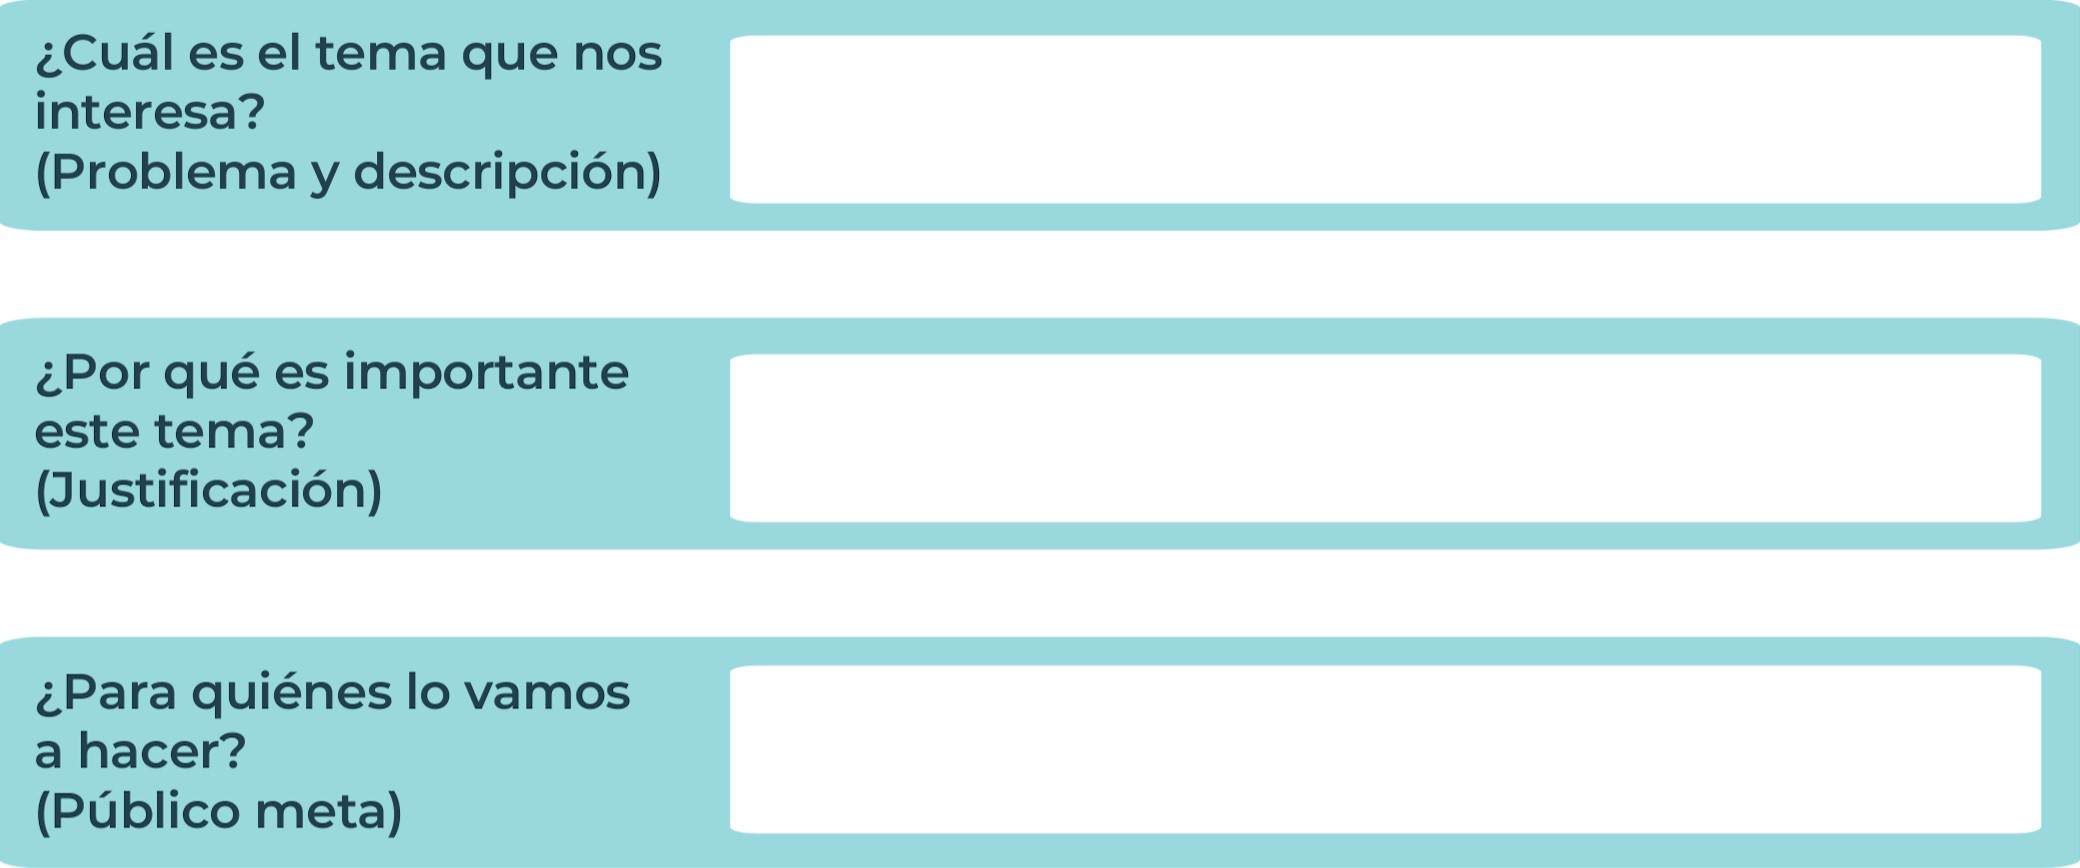 ¿Cuál es el tema que nos
interesa?
(Problema y descripción)
¿Por qué es importante
este tema?
(Justificación)
¿Para quiénes lo vamos
a hacer?
(Público meta)